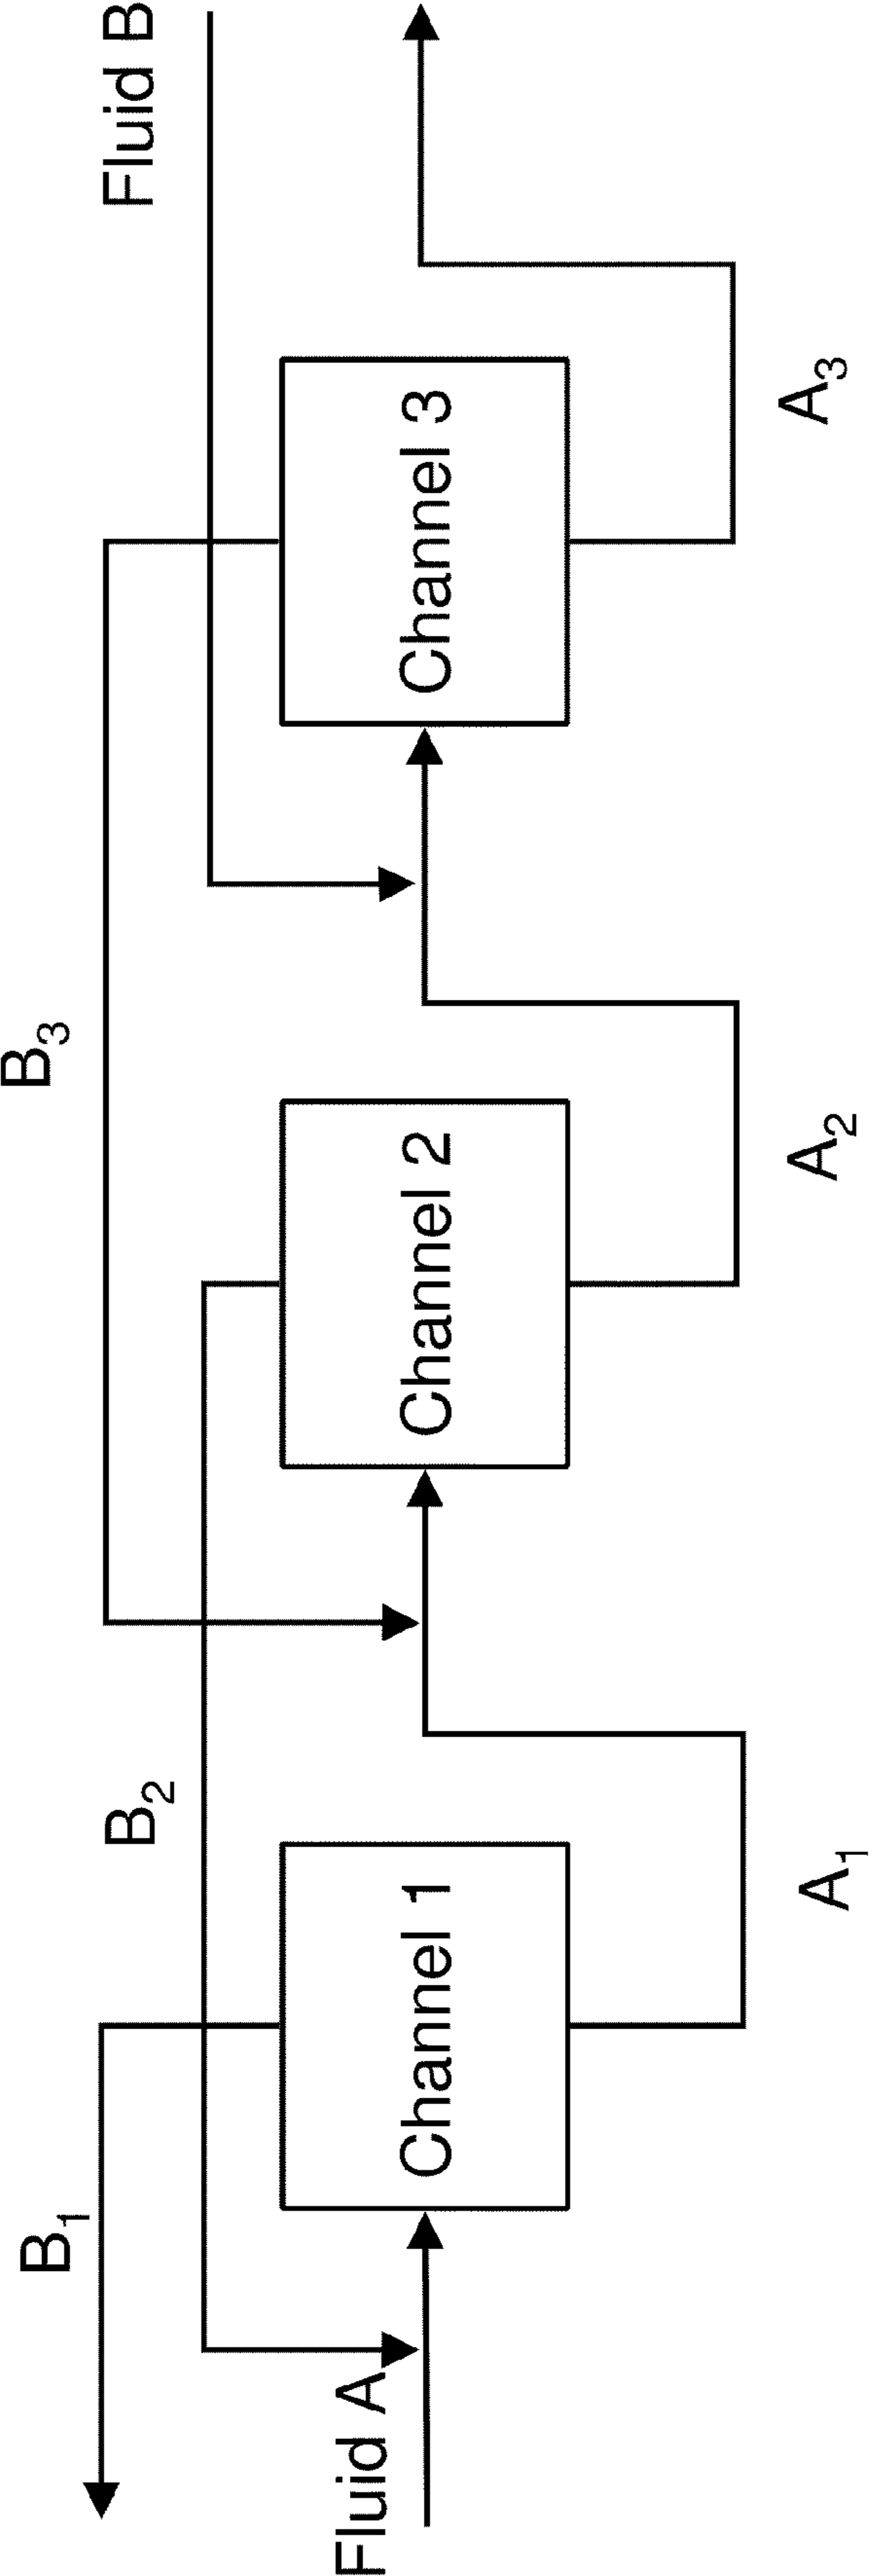 B₁
B₂
B₃
Fluid B
Fluid A
Channel 1
Channel 2
Channel 3
A₁
A₂
A₃